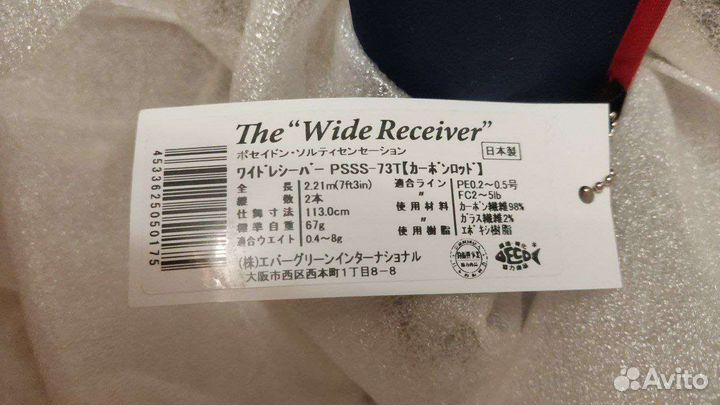 The “Wide Receiver”
ポセイドン・ソルティセンセーション
日本製
ワイドレシーバー PSSS-73T【カーボンロッド】
全 長 2.21m(7ft3in) 適合ライン PE0.2～0.5号
継 数 2本 〃 FC2～5lb
仕舞寸法 113.0cm 使用材料 カーボン繊維98%
標準自重 67g 〃 ガラス繊維2%
適合ウエイト 0.4～8g 使用樹脂 エポキシ樹脂
(株)エバーグリーンインターナショナル
大阪市西区西本町1丁目8-8
4533625050175
ECO
協力商品
Avito